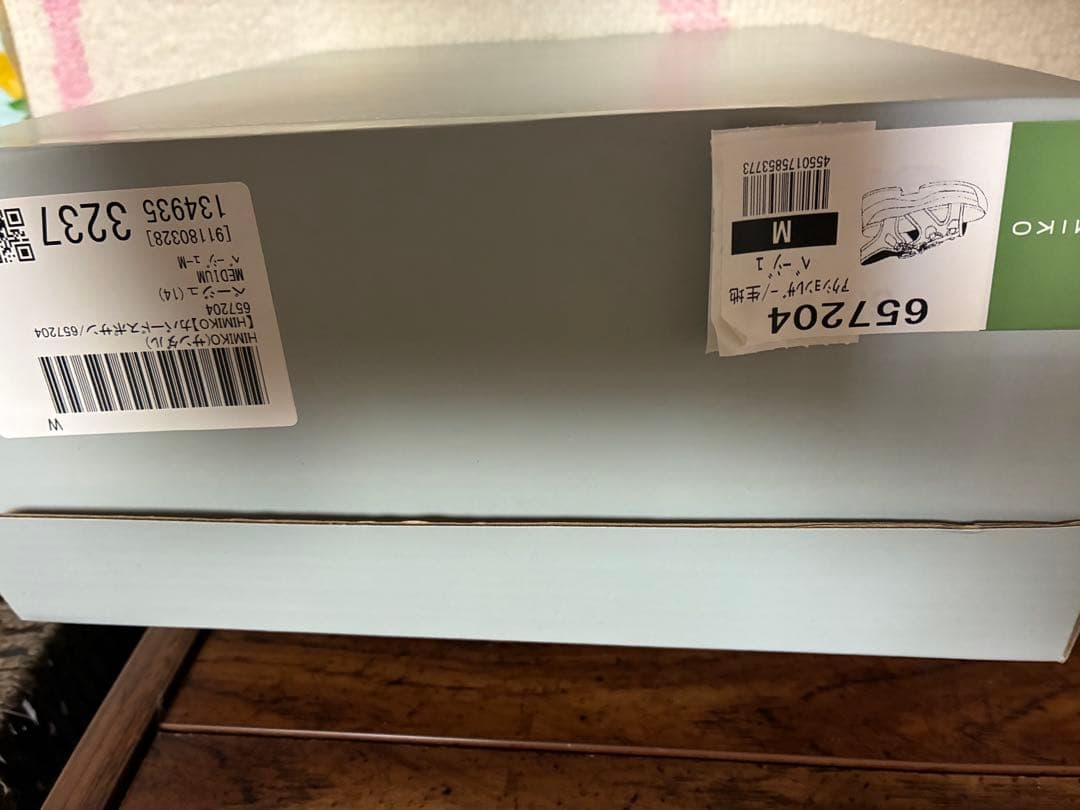 MIKO
657204
アクションレザー/生地
ベージュ
M
4550175853773
W
HIMIKO(サンダル)
【HIMIKO】カバードスポサン/657204
657204
ベージュ(14)
MEDIUM
ベージュ-M
[91180328]
134935 3237